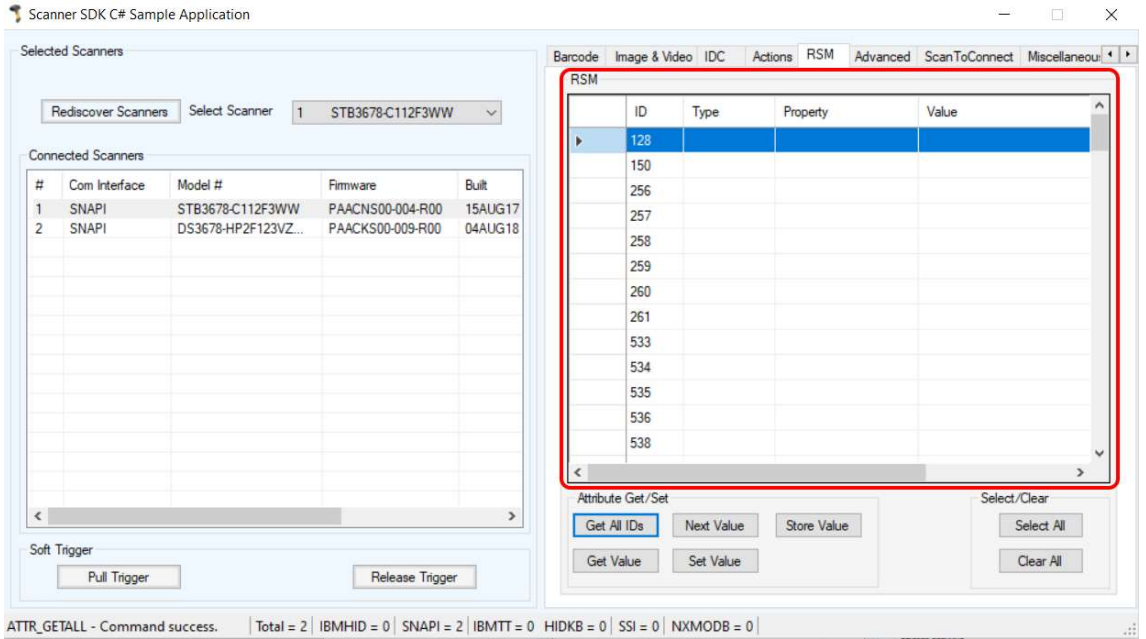 Scanner SDK C# Sample Application
Selected Scanners
Rediscover Scanners Select Scanner 1 STB3678-C112F3WW
Connected Scanners
# Com Interface Model # Firmware Built
1 SNAPI STB3678-C112F3WW PAACNS00-004-R00 15AUG17
2 SNAPI DS3678-HP2F123VZ... PAACKS00-009-R00 04AUG18
Soft Trigger
Pull Trigger Release Trigger
Barcode Image & Video IDC Actions RSM Advanced ScanToConnect Miscellaneou
RSM
ID Type Property Value
128
150
256
257
258
259
260
261
533
534
535
536
538
Attribute Get/Set
Get All IDs Next Value Store Value
Get Value Set Value
Select/Clear
Select All
Clear All
ATTR_GETALL - Command success. Total = 2 IBMHID = 0 SNAPI = 2 IBMTT = 0 HIDKB = 0 SSI = 0 NXMODB = 0